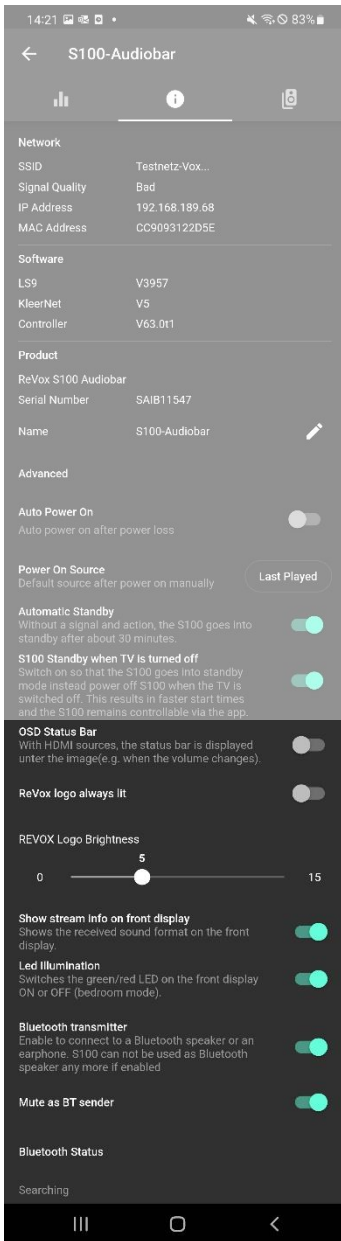 14:21 83%
S100-Audiobar
Network
SSID Testnetz-Vox...
Signal Quality Bad
IP Address 192.168.189.68
MAC Address CC9093122D5E
Software
LS9 V3957
KleerNet V5
Controller V63.0t1
Product
ReVox S100 Audiobar
Serial Number SAIB11547
Name S100-Audiobar
Advanced
Auto Power On
Auto power on after power loss
Power On Source
Default source after power on manually
Last Played
Automatic Standby
Without a signal and action, the S100 goes into
standby after about 30 minutes.
S100 Standby when TV is turned off
Switch on so that the S100 goes into standby
mode instead power off S100 when the TV is
switched off. This results in faster start times
and the S100 remains controllable via the app.
OSD Status Bar
With HDMI sources, the status bar is displayed
unter the image(e.g. when the volume changes).
ReVox logo always lit
REVOX Logo Brightness
5
0 15
Show stream info on front display
Shows the received sound format on the front
display.
Led Illumination
Switches the green/red LED on the front display
ON or OFF (bedroom mode).
Bluetooth transmitter
Enable to connect to a Bluetooth speaker or an
earphone. S100 can not be used as Bluetooth
speaker any more if enabled
Mute as BT sender
Bluetooth Status
Searching